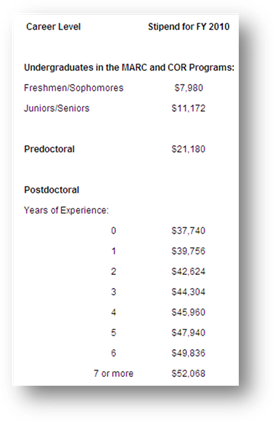 Career Level Stipend for FY 2010
Undergraduates in the MARC and COR Programs:
Freshmen/Sophomores $7,980
Juniors/Seniors $11,172
Predoctoral $21,180
Postdoctoral
Years of Experience:
0 $37,740
1 $39,756
2 $42,624
3 $44,304
4 $45,960
5 $47,940
6 $49,836
7 or more $52,068